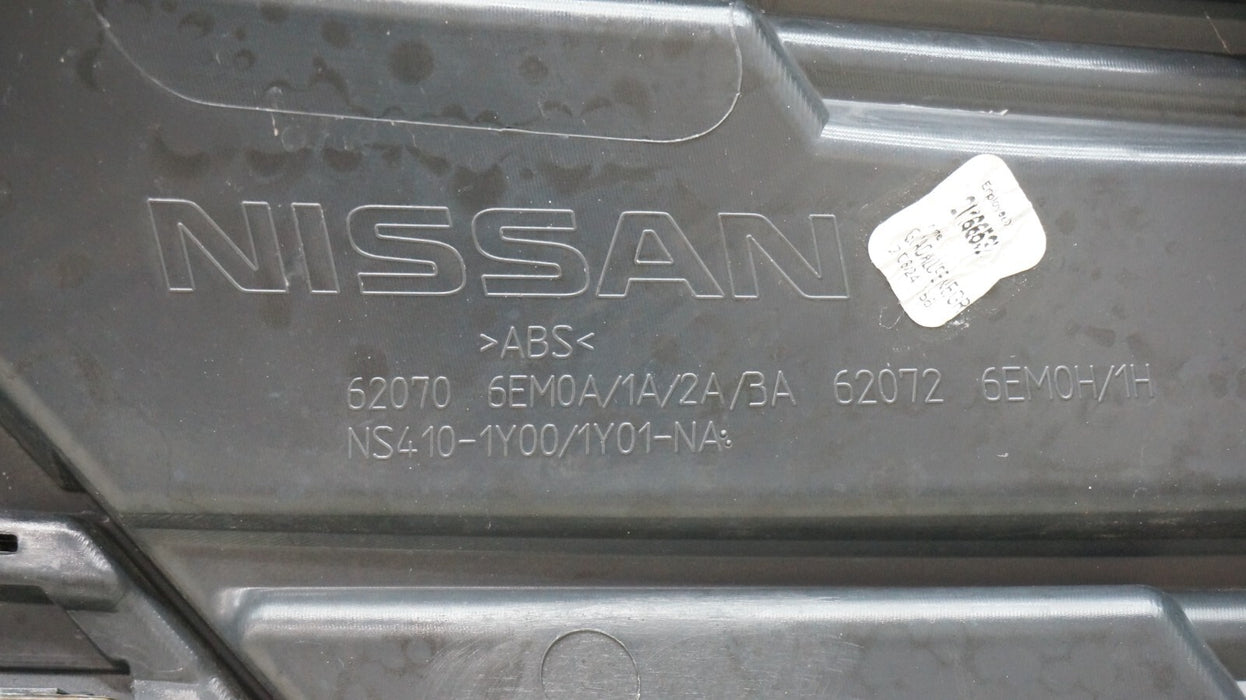 NISSAN
>ABS<
62070 6EM0A/1A/2A/3A 62072 6EM0H/1H
NS410-1Y00/1Y01-NA